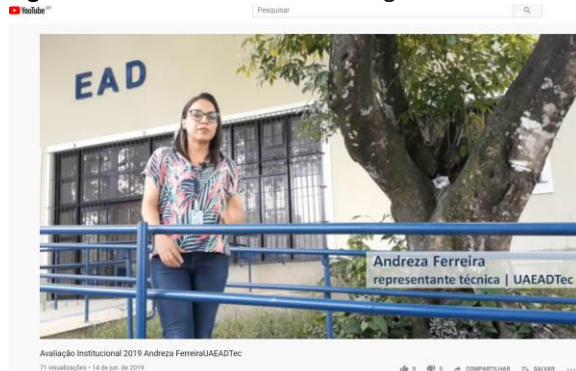 YouTube BR
Pesquisar
EAD
Andreza Ferreira
representante técnica | UAEADTec
Avaliação Institucional 2019 Andreza FerreiraUAEADTec
71 visualizações • 14 de jun. de 2019
0
0
COMPARTILHAR
SALVAR